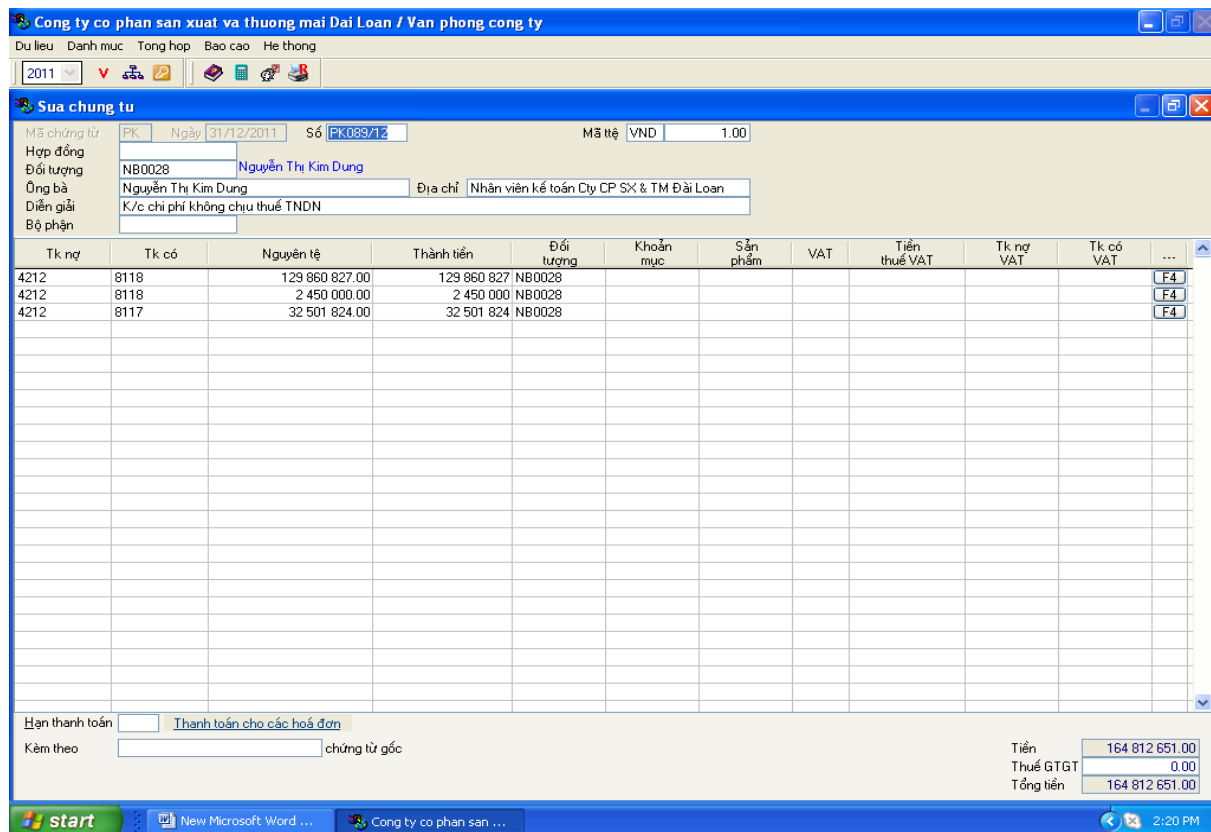 Cong ty co phan san xuat va thuong mai Dai Loan / Van phong cong ty
Du lieu Danh muc Tong hop Bao cao He thong
2011 V
Sua chung tu
Mã chứng từ PK Ngày 31/12/2011 Số PK089/12 Mã ttệ VND 1.00
Hợp đồng
Đối tượng NB0028 Nguyễn Thị Kim Dung
Ông bà Nguyễn Thị Kim Dung Địa chỉ Nhân viên kế toán Cty CP SX & TM Đài Loan
Diễn giải K/c chi phí không chịu thuế TNDN
Bộ phận
Tk nợ Tk có Nguyên tệ Thành tiền Đối tượng Khoản mục Sản phẩm VAT Tiền thuế VAT Tk nợ VAT Tk có VAT ...
4212 8118 129 860 827.00 129 860 827 NB0028 F4
4212 8118 2 450 000.00 2 450 000 NB0028 F4
4212 8117 32 501 824.00 32 501 824 NB0028 F4
Hạn thanh toán Thanh toán cho các hoá đơn
Kèm theo chứng từ gốc Tiền 164 812 651.00
Thuế GTGT 0.00
Tổng tiền 164 812 651.00
start New Microsoft Word ... Cong ty co phan san ... 2:20 PM